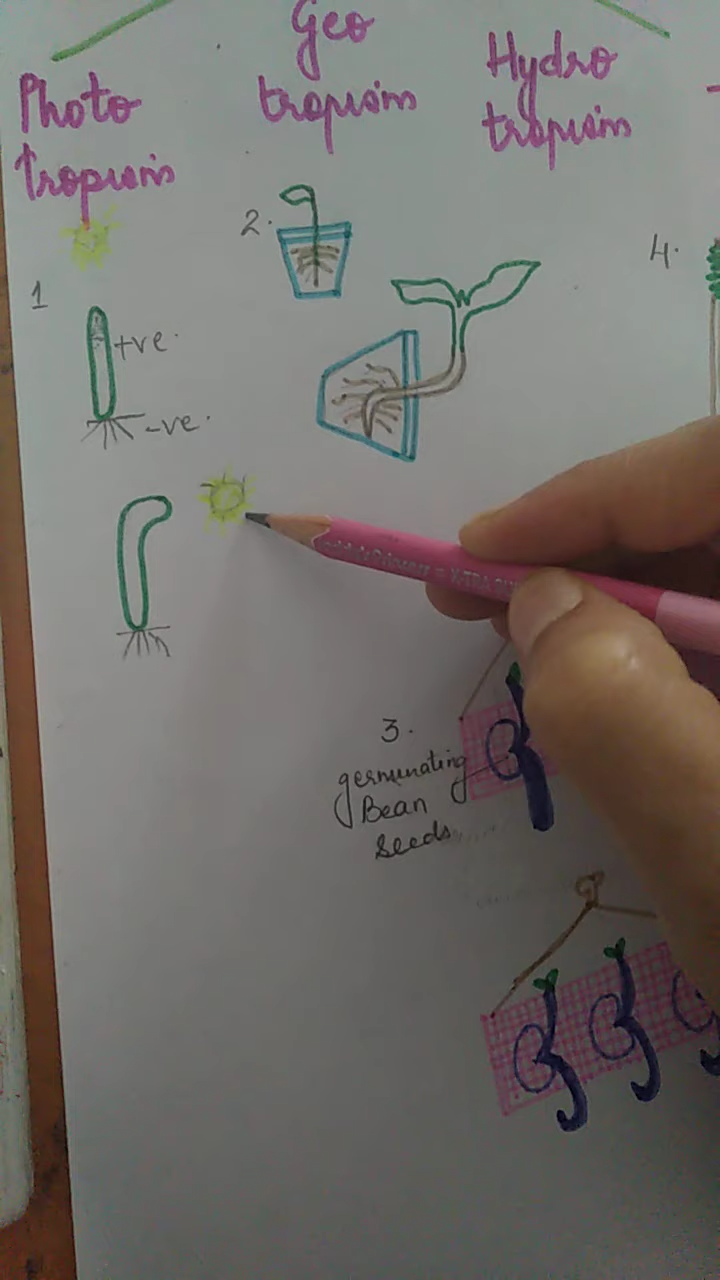 Photo
Tropism
Geo
tropism
Hydro
tropism
1
+ve.
-ve.
2.
4.
3.
germinating
Bean
Seeds